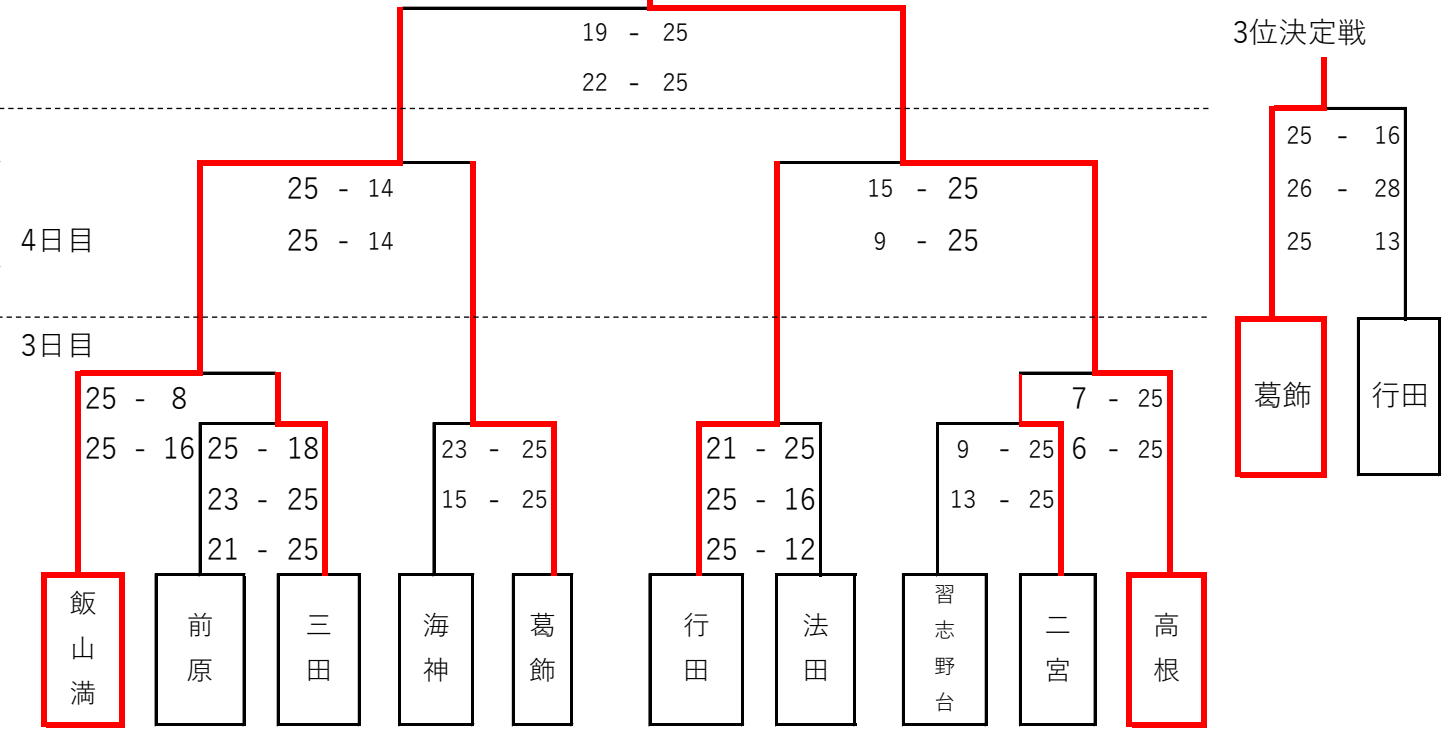 19 - 25
22 - 25
3位決定戦
25 - 16
26 - 28
25 13
25 - 14
25 - 14
15 - 25
9 - 25
4日目
3日目
25 - 8
25 - 16
25 - 18
23 - 25
21 - 25
23 - 25
15 - 25
21 - 25
25 - 16
25 - 12
9 - 25
13 - 25
7 - 25
6 - 25
葛飾
行田
飯山満
前原
三田
海神
葛飾
行田
法田
習志野台
二宮
高根